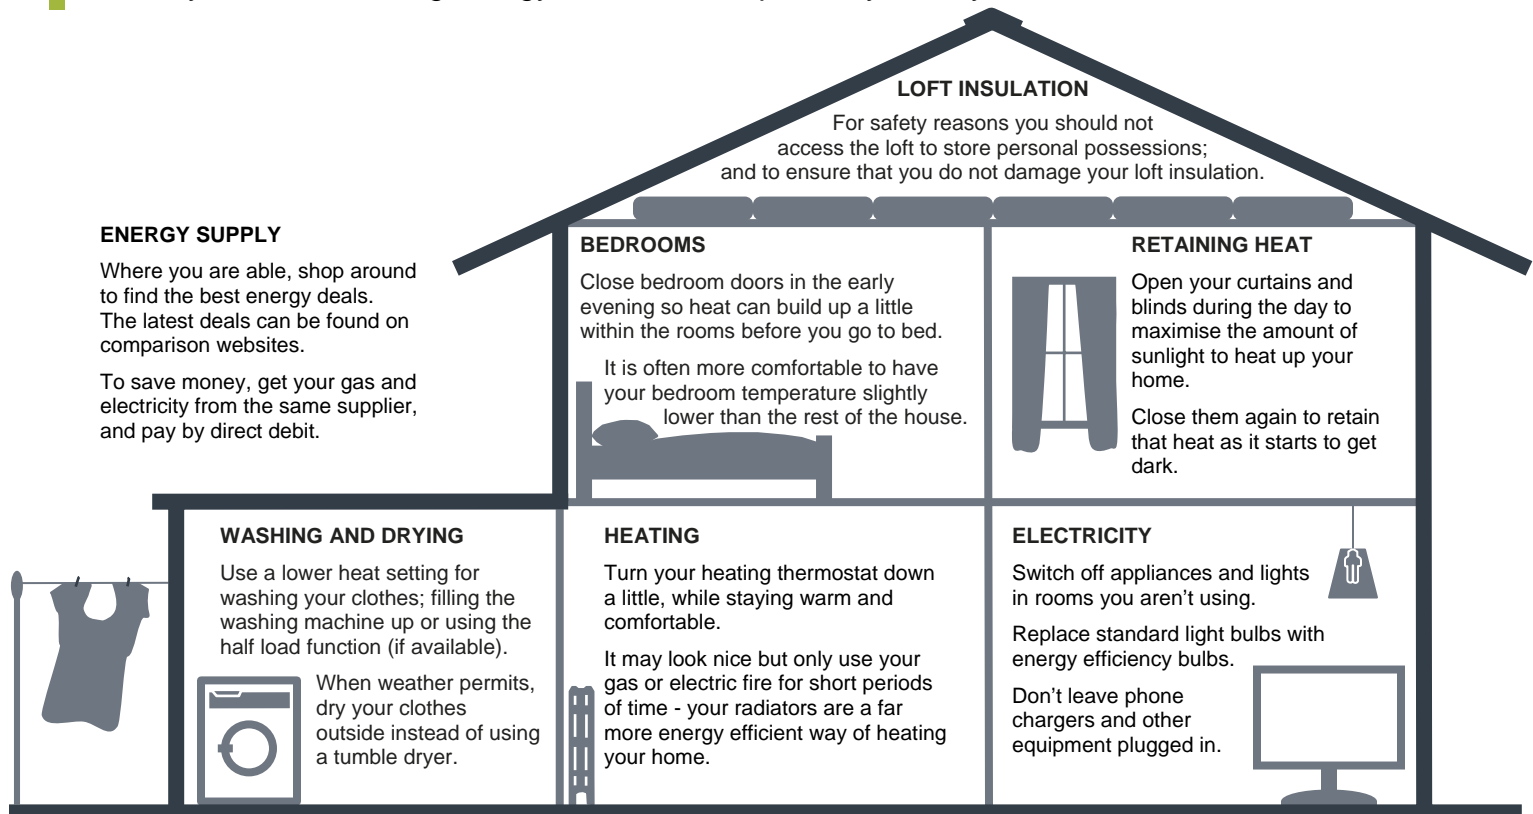 LOFT INSULATION
For safety reasons you should not
access the loft to store personal possessions;
and to ensure that you do not damage your loft insulation.
ENERGY SUPPLY
Where you are able, shop around
to find the best energy deals.
The latest deals can be found on
comparison websites.
To save money, get your gas and
electricity from the same supplier,
and pay by direct debit.
BEDROOMS
Close bedroom doors in the early
evening so heat can build up a little
within the rooms before you go to bed.
It is often more comfortable to have
your bedroom temperature slightly
lower than the rest of the house.
RETAINING HEAT
Open your curtains and
blinds during the day to
maximise the amount of
sunlight to heat up your
home.
Close them again to retain
that heat as it starts to get
dark.
WASHING AND DRYING
Use a lower heat setting for
washing your clothes; filling the
washing machine up or using the
half load function (if available).
When weather permits,
dry your clothes
outside instead of using
a tumble dryer.
HEATING
Turn your heating thermostat down
a little, while staying warm and
comfortable.
It may look nice but only use your
gas or electric fire for short periods
of time - your radiators are a far
more energy efficient way of heating
your home.
ELECTRICITY
Switch off appliances and lights
in rooms you aren't using.
Replace standard light bulbs with
energy efficiency bulbs.
Don't leave phone
chargers and other
equipment plugged in.